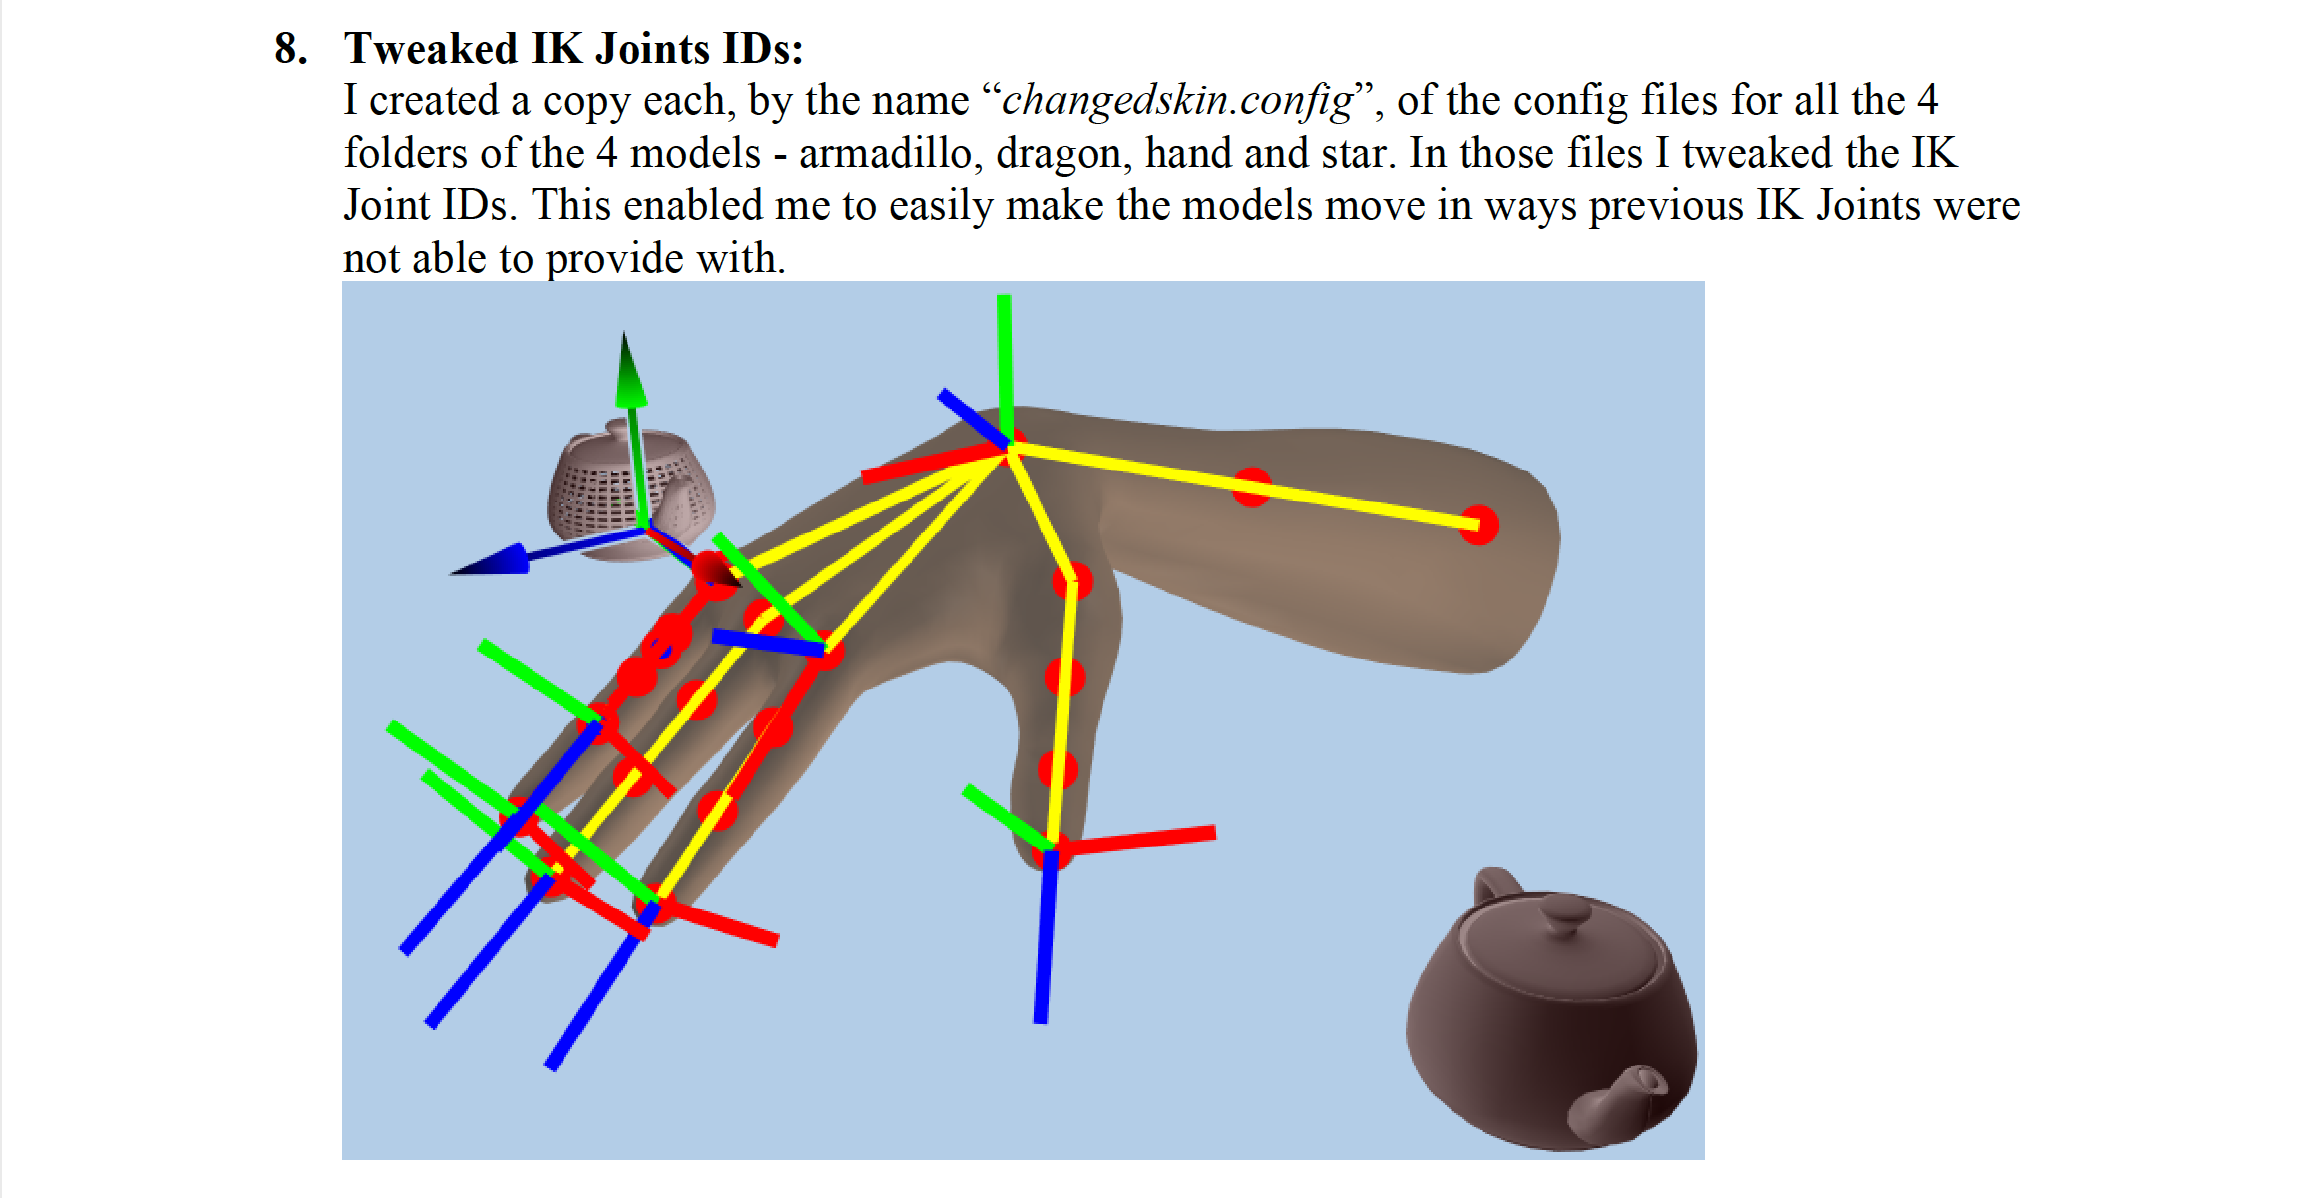 8. Tweaked IK Joints IDs:
I created a copy each, by the name “changedskin.config”, of the config files for all the 4
folders of the 4 models - armadillo, dragon, hand and star. In those files I tweaked the IK
Joint IDs. This enabled me to easily make the models move in ways previous IK Joints were
not able to provide with.